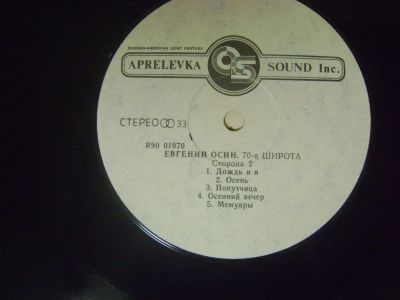 RUSSIAN-AMERICAN JOINT VENTURE
APRELEVKA SOUND Inc.
СТЕРЕО 33
R90 01970
ЕВГЕНИЙ ОСИН. 70-я ШИРОТА
Сторона 2
1. Дождь и я
2. Осень
3. Попутчица
4. Осенний вечер
5. Мемуары